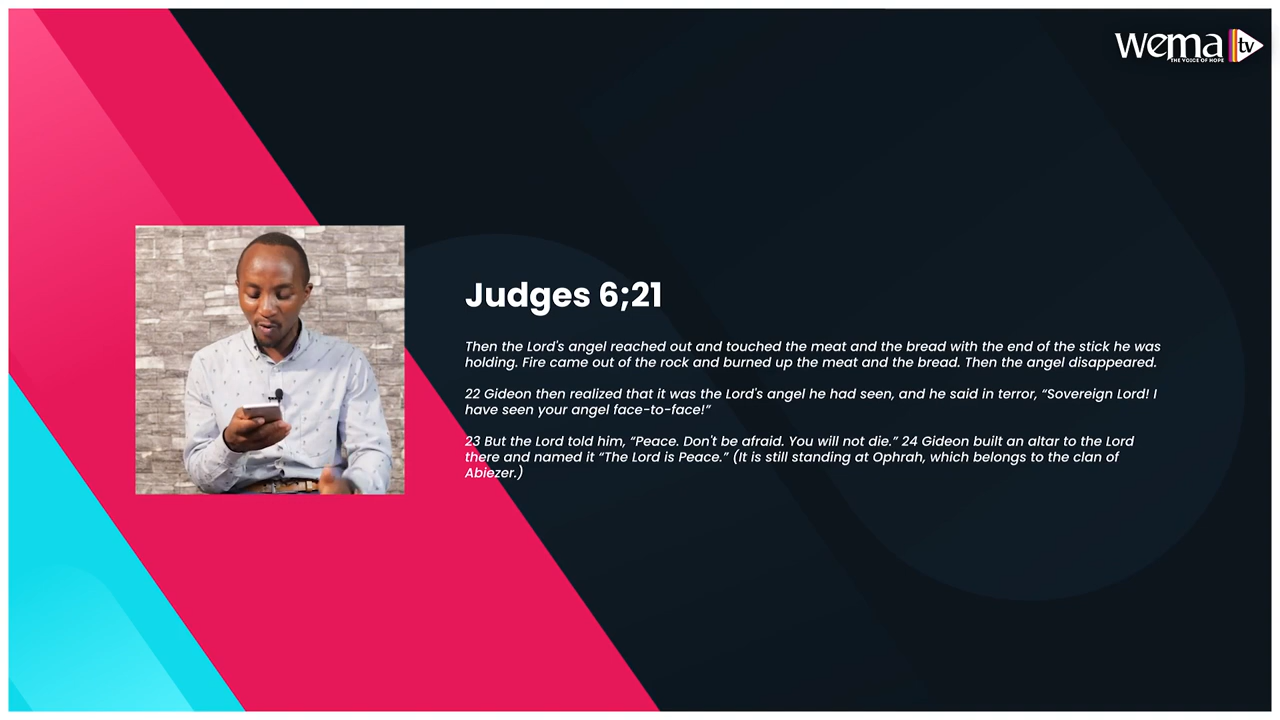 wema tv
THE VOICE OF HOPE
Judges 6;21
Then the Lord's angel reached out and touched the meat and the bread with the end of the stick he was
holding. Fire came out of the rock and burned up the meat and the bread. Then the angel disappeared.
22 Gideon then realized that it was the Lord's angel he had seen, and he said in terror, “Sovereign Lord! I
have seen your angel face-to-face!”
23 But the Lord told him, “Peace. Don't be afraid. You will not die.” 24 Gideon built an altar to the Lord
there and named it “The Lord is Peace.” (It is still standing at Ophrah, which belongs to the clan of
Abiezer.)